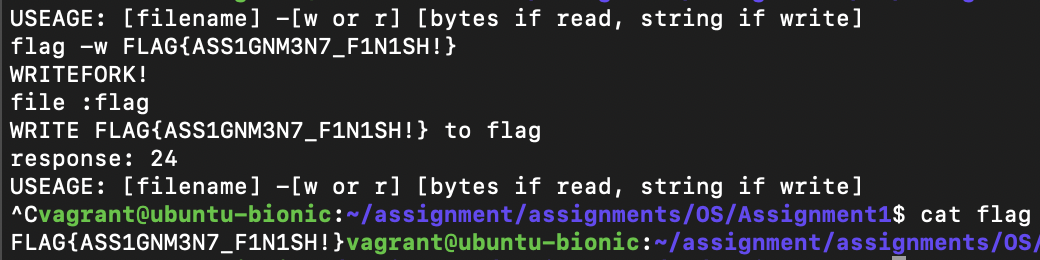 USEAGE: [filename] -[w or r] [bytes if read, string if write]
flag -w FLAG{ASS1GNM3N7_F1N1SH!}
WRITEFORK!
file :flag
WRITE FLAG{ASS1GNM3N7_F1N1SH!} to flag
response: 24
USEAGE: [filename] -[w or r] [bytes if read, string if write]
^Cvagrant@ubuntu-bionic:~/assignment/assignments/OS/Assignment1$ cat flag
FLAG{ASS1GNM3N7_F1N1SH!}vagrant@ubuntu-bionic:~/assignment/assignments/OS/